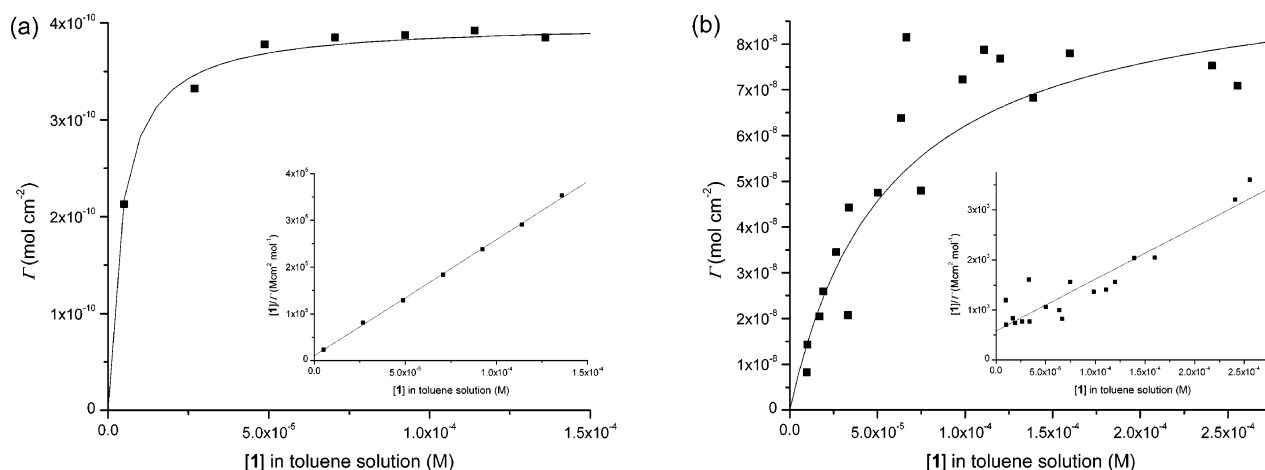 (a)
4x10⁻¹⁰
3x10⁻¹⁰
2x10⁻¹⁰
1x10⁻¹⁰
0
Γ (mol cm⁻²)
0.0
5.0x10⁻⁵
1.0x10⁻⁴
1.5x10⁻⁴
[1] in toluene solution (M)
4x10⁵
3x10⁵
2x10⁵
1x10⁵
0
[1]/Γ (Mcm² mol⁻¹)
0.0
5.0x10⁻⁵
1.0x10⁻⁴
1.5x10⁻⁴
[1] in toluene solution (M)
(b)
8x10⁻⁸
7x10⁻⁸
6x10⁻⁸
5x10⁻⁸
4x10⁻⁸
3x10⁻⁸
2x10⁻⁸
1x10⁻⁸
0
Γ (mol cm⁻²)
0.0
5.0x10⁻⁵
1.0x10⁻⁴
1.5x10⁻⁴
2.0x10⁻⁴
2.5x10⁻⁴
[1] in toluene solution (M)
3x10³
2x10³
1x10³
0
[1]/Γ (Mcm² mol⁻¹)
0.0
5.0x10⁻⁵
1.0x10⁻⁴
1.5x10⁻⁴
2.0x10⁻⁴
2.5x10⁻⁴
[1] in toluene solution (M)